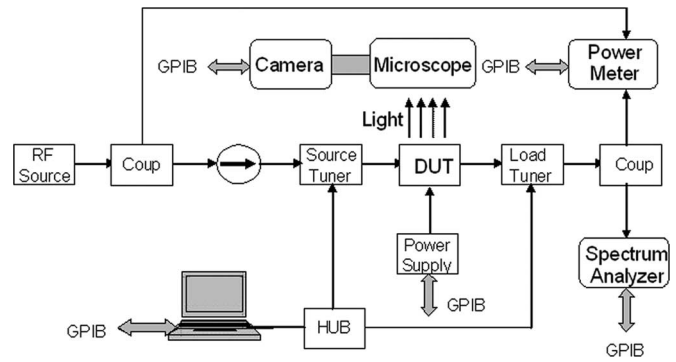 GPIB
Camera
Microscope
GPIB
Power
Meter
Light
RF
Source
Coup
Source
Tuner
DUT
Load
Tuner
Coup
Power
Supply
Spectrum
Analyzer
GPIB
GPIB
HUB
GPIB